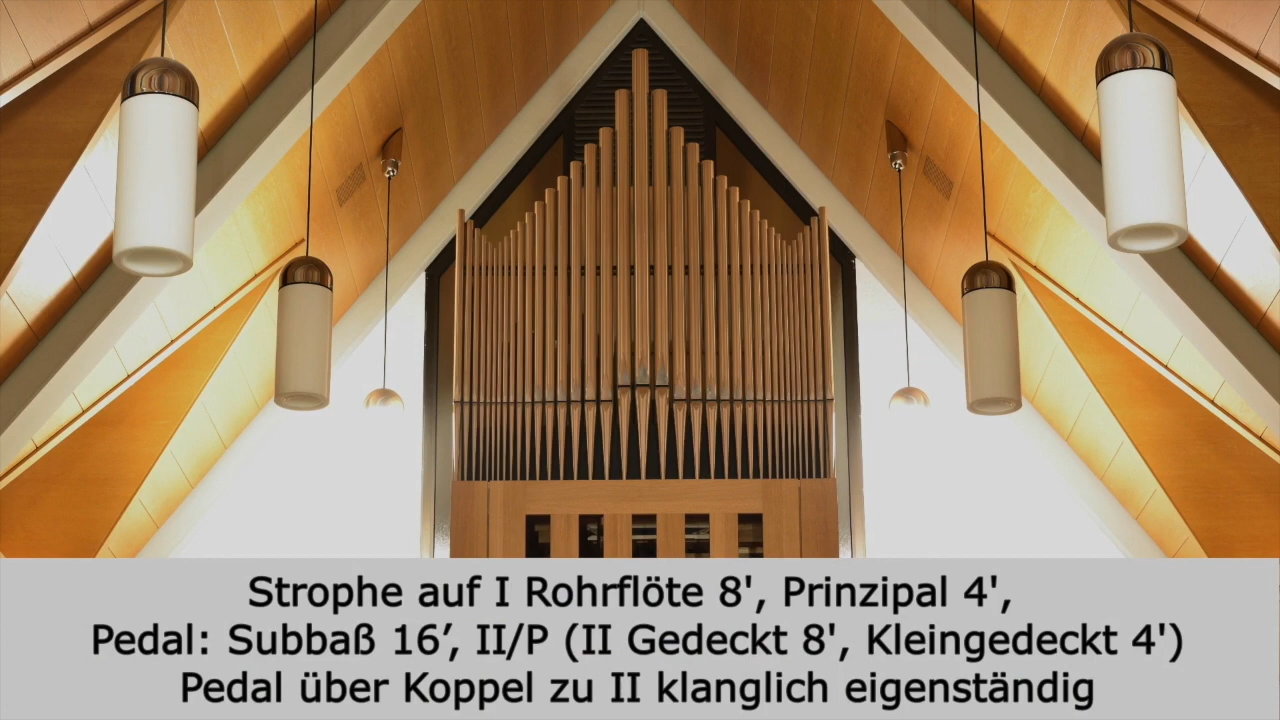 Strophe auf I Rohrflöte 8', Prinzipal 4',
Pedal: Subbaß 16’, II/P (II Gedeckt 8', Kleingedeckt 4')
Pedal über Koppel zu II klanglich eigenständig